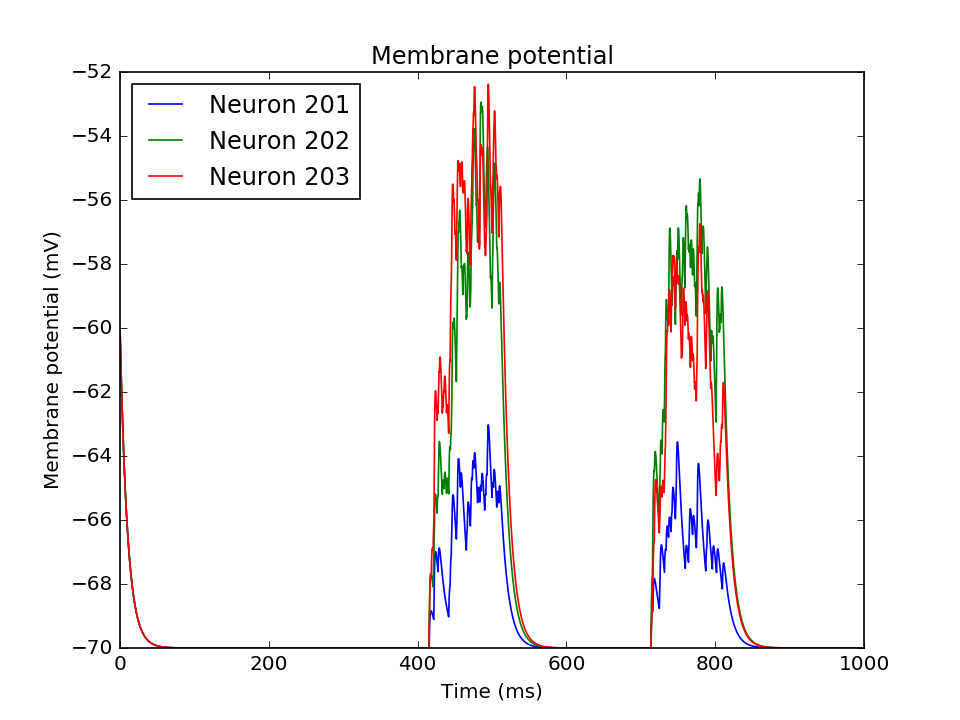 Membrane potential
−52
−54
−56
−58
−60
−62
−64
−66
−68
−70
Membrane potential (mV)
Neuron 201
Neuron 202
Neuron 203
0 200 400 600 800 1000
Time (ms)